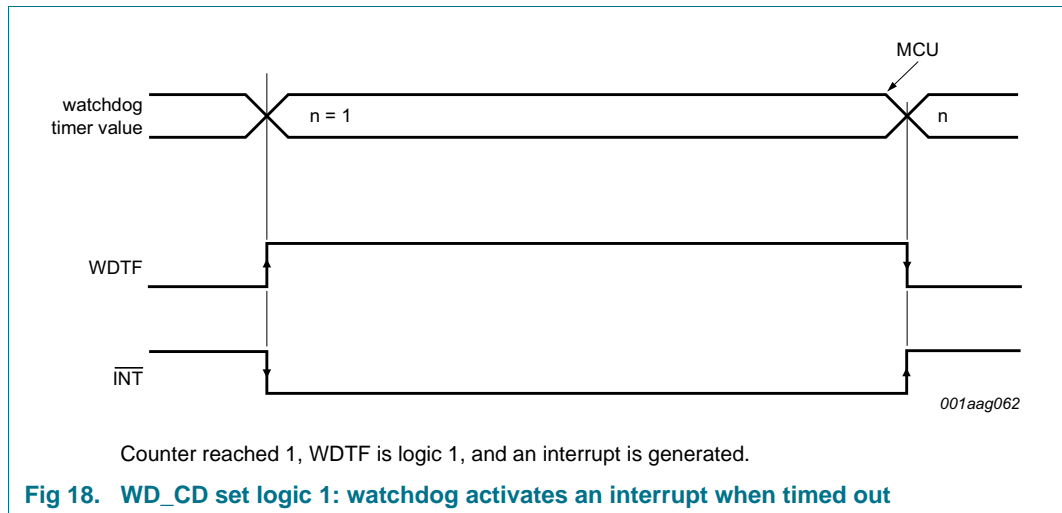 MCU
watchdog
timer value
n = 1
n
WDTF
INT
001aag062
Counter reached 1, WDTF is logic 1, and an interrupt is generated.
Fig 18. WD_CD set logic 1: watchdog activates an interrupt when timed out